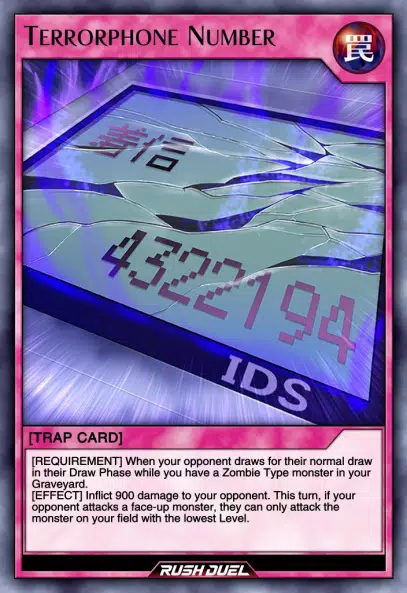 TERRORPHONE NUMBER
罠
着信
4322194
IDS
[TRAP CARD]
[REQUIREMENT] When your opponent draws for their normal draw
in their Draw Phase while you have a Zombie Type monster in your
Graveyard.
[EFFECT] Inflict 900 damage to your opponent. This turn, if your
opponent attacks a face-up monster, they can only attack the
monster on your field with the lowest Level.
RUSH DUEL